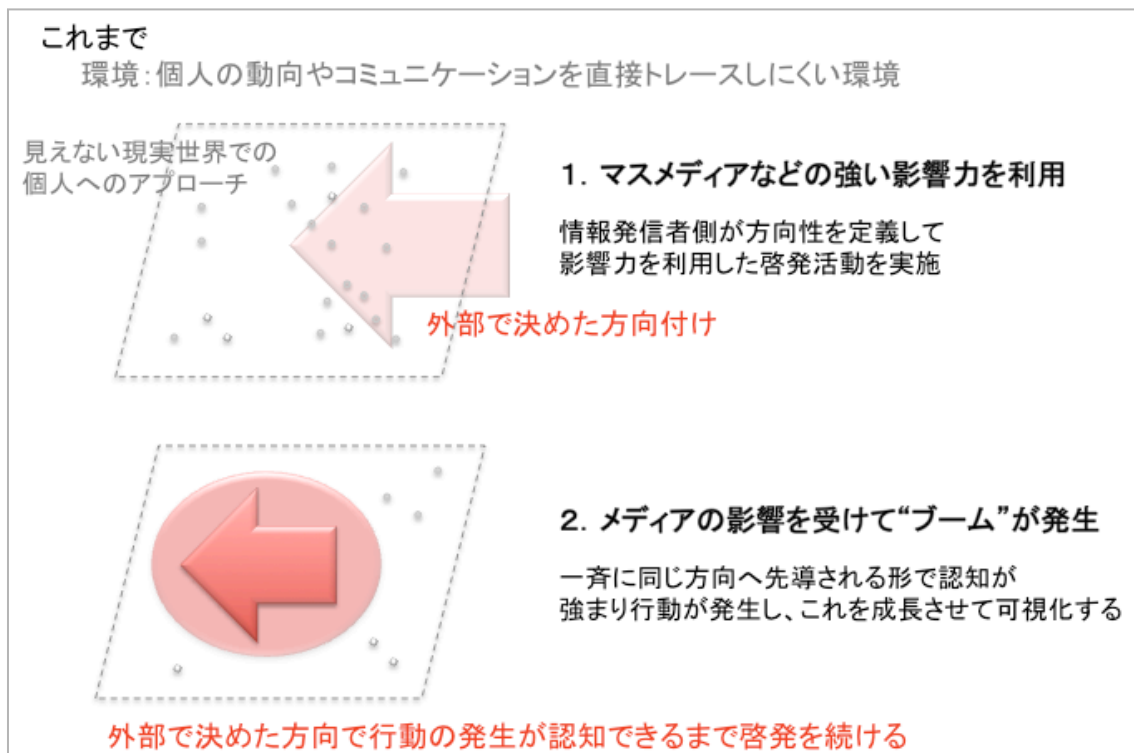 これまで
環境:個人の動向やコミュニケーションを直接トレースしにくい環境
見えない現実世界での
個人へのアプローチ
1. マスメディアなどの強い影響力を利用
情報発信者側が方向性を定義して
影響力を利用した啓発活動を実施
外部で決めた方向付け
2. メディアの影響を受けて“ブーム”が発生
一斉に同じ方向へ先導される形で認知が
強まり行動が発生し、これを成長させて可視化する
外部で決めた方向で行動の発生が認知できるまで啓発を続ける